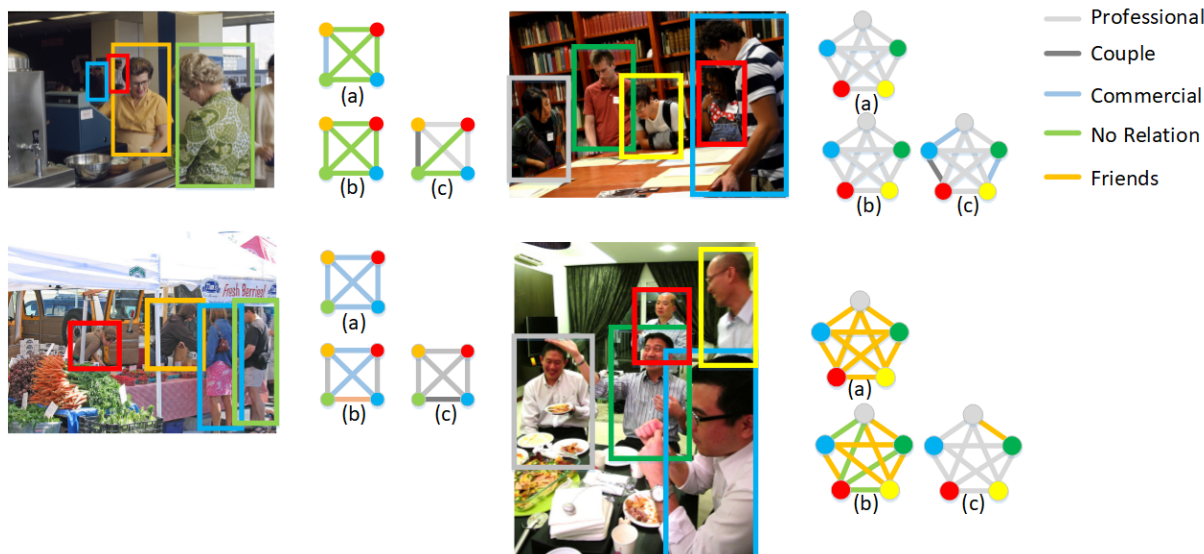 (a)
(b)
(c)
(a)
(b)
(c)
Professional
Couple
Commercial
No Relation
Friends
Fresh Berries!
(a)
(b)
(c)
(a)
(b)
(c)